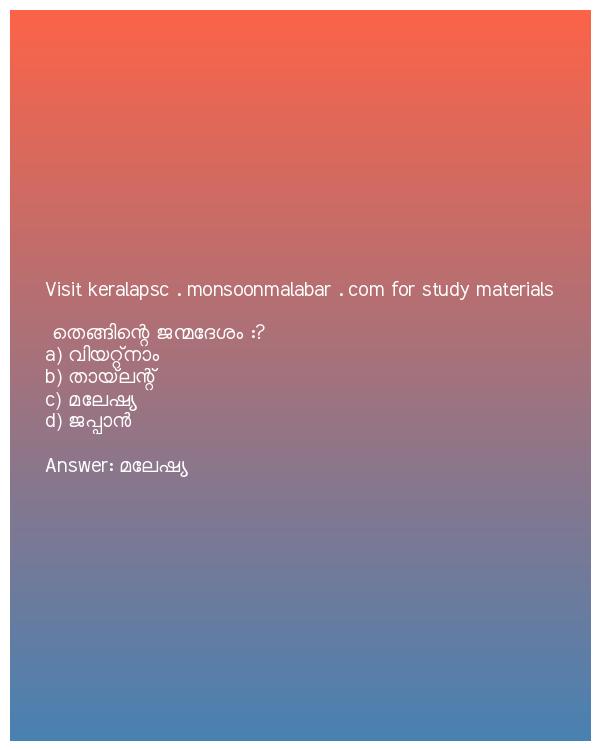 Visit keralapsc . monsoonmalabar . com for study materials
തെങ്ങിന്റെ ജന്മദേശം :?
a) വിയറ്റ്നാം
b) തായ്‌ലന്റ്
c) മലേഷ്യ
d) ജപ്പാൻ
Answer: മലേഷ്യ